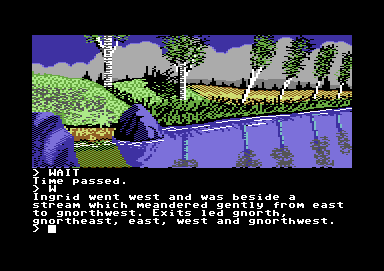 > WAIT
Time passed.
> W
Ingrid went west and was beside a
stream which meandered gently from east
to gnorthwest. Exits led gnorth,
gnortheast, east, west and gnorthwest.
>